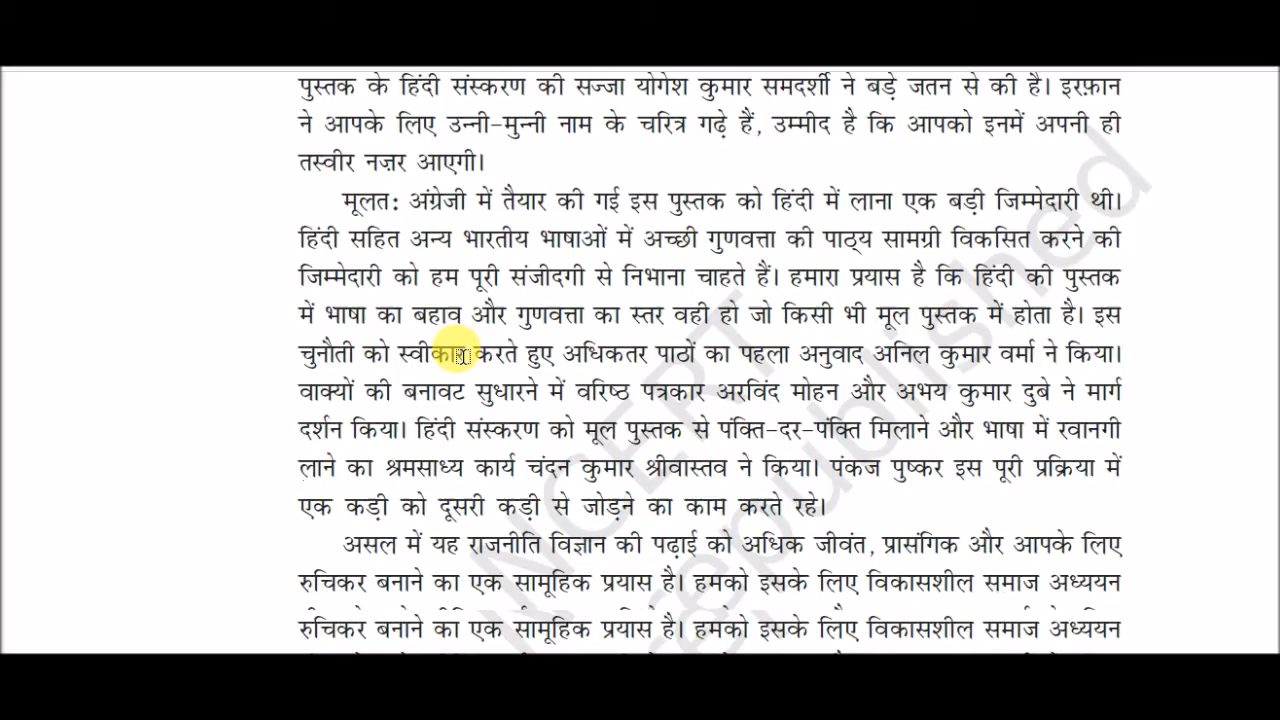 पुस्तक के हिंदी संस्करण की सज्जा योगेश कुमार समदर्शी ने बड़े जतन से की है। इरफ़ान
ने आपके लिए उन्नी-मुन्नी नाम के चरित्र गढ़े हैं, उम्मीद है कि आपको इनमें अपनी ही
तस्वीर नज़र आएगी।
मूलत: अंग्रेजी में तैयार की गई इस पुस्तक को हिंदी में लाना एक बड़ी जिम्मेदारी थी।
हिंदी सहित अन्य भारतीय भाषाओं में अच्छी गुणवत्ता की पाठ्य सामग्री विकसित करने की
जिम्मेदारी को हम पूरी संजीदगी से निभाना चाहते हैं। हमारा प्रयास है कि हिंदी की पुस्तक
में भाषा का बहाव और गुणवत्ता का स्तर वही हो जो किसी भी मूल पुस्तक में होता है। इस
चुनौती को स्वीकार करते हुए अधिकतर पाठों का पहला अनुवाद अनिल कुमार वर्मा ने किया।
वाक्यों की बनावट सुधारने में वरिष्ठ पत्रकार अरविंद मोहन और अभय कुमार दुबे ने मार्ग
दर्शन किया। हिंदी संस्करण को मूल पुस्तक से पंक्ति-दर-पंक्ति मिलाने और भाषा में रवानगी
लाने का श्रमसाध्य कार्य चंदन कुमार श्रीवास्तव ने किया। पंकज पुष्कर इस पूरी प्रक्रिया में
एक कड़ी को दूसरी कड़ी से जोड़ने का काम करते रहे।
असल में यह राजनीति विज्ञान की पढ़ाई को अधिक जीवंत, प्रासंगिक और आपके लिए
रुचिकर बनाने का एक सामूहिक प्रयास है। हमको इसके लिए विकासशील समाज अध्ययन
रुचिकर बनाने का एक सामूहिक प्रयास है। हमको इसके लिए विकासशील समाज अध्ययन
NCERT
republished